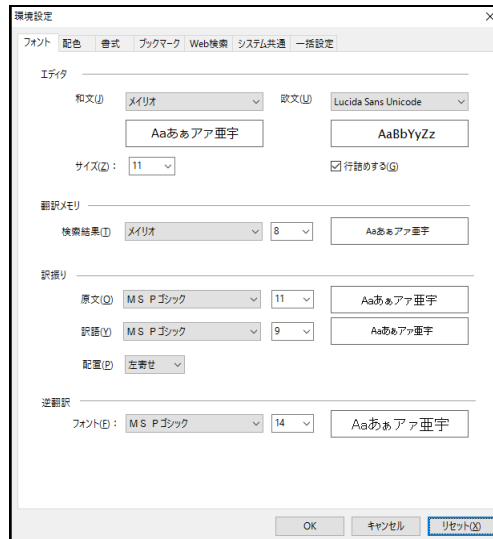 環境設定
フォント 配色 書式 ブックマーク Web検索 システム共通 一括設定
エディタ
和文(J) メイリオ 欧文(U) Lucida Sans Unicode
Aaあぁアァ亜宇 AaBbYyZz
サイズ(Z)： 11 行詰めする(G)
翻訳メモリ
検索結果(T) メイリオ 8 Aaあぁアァ亜宇
訳振り
原文(O) ＭＳ Ｐゴシック 11 Aaあぁアァ亜宇
訳語(Y) ＭＳ Ｐゴシック 9 Aaあぁアァ亜宇
配置(P) 左寄せ
逆翻訳
フォント(F)： ＭＳ Ｐゴシック 14 Aaあぁアァ亜宇
OK キャンセル リセット(X)